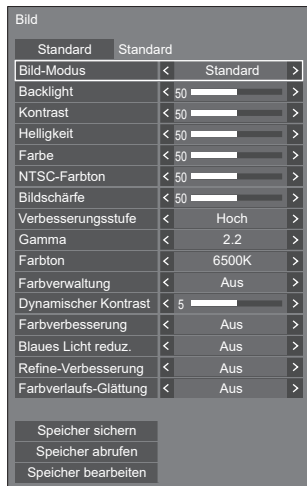 Bild
Standard Standard
Bild-Modus < Standard >
Backlight < 50 >
Kontrast < 50 >
Helligkeit < 50 >
Farbe < 50 >
NTSC-Farbton < 50 >
Bildschärfe < 50 >
Verbesserungsstufe < Hoch >
Gamma < 2.2 >
Farbton < 6500K >
Farbverwaltung < Aus >
Dynamischer Kontrast < 5 >
Farbverbesserung < Aus >
Blaues Licht reduz. < Aus >
Refine-Verbesserung < Aus >
Farbverlaufs-Glättung < Aus >
Speicher sichern
Speicher abrufen
Speicher bearbeiten